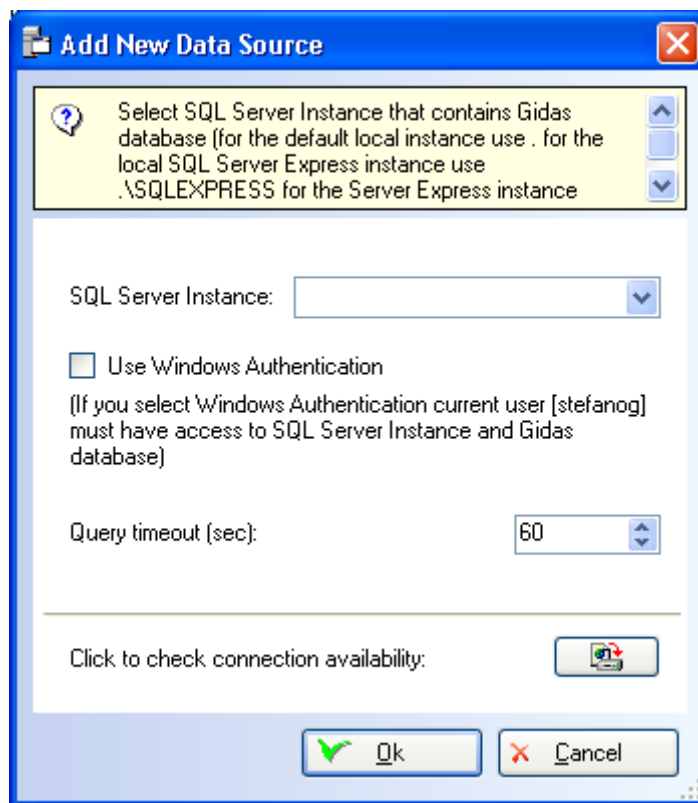 Add New Data Source
Select SQL Server Instance that contains Gidas
database (for the default local instance use . for the
local SQL Server Express instance use
.\SQLEXPRESS for the Server Express instance
SQL Server Instance:
Use Windows Authentication
(If you select Windows Authentication current user [stefanog]
must have access to SQL Server Instance and Gidas
database)
Query timeout (sec): 60
Click to check connection availability:
Ok Cancel